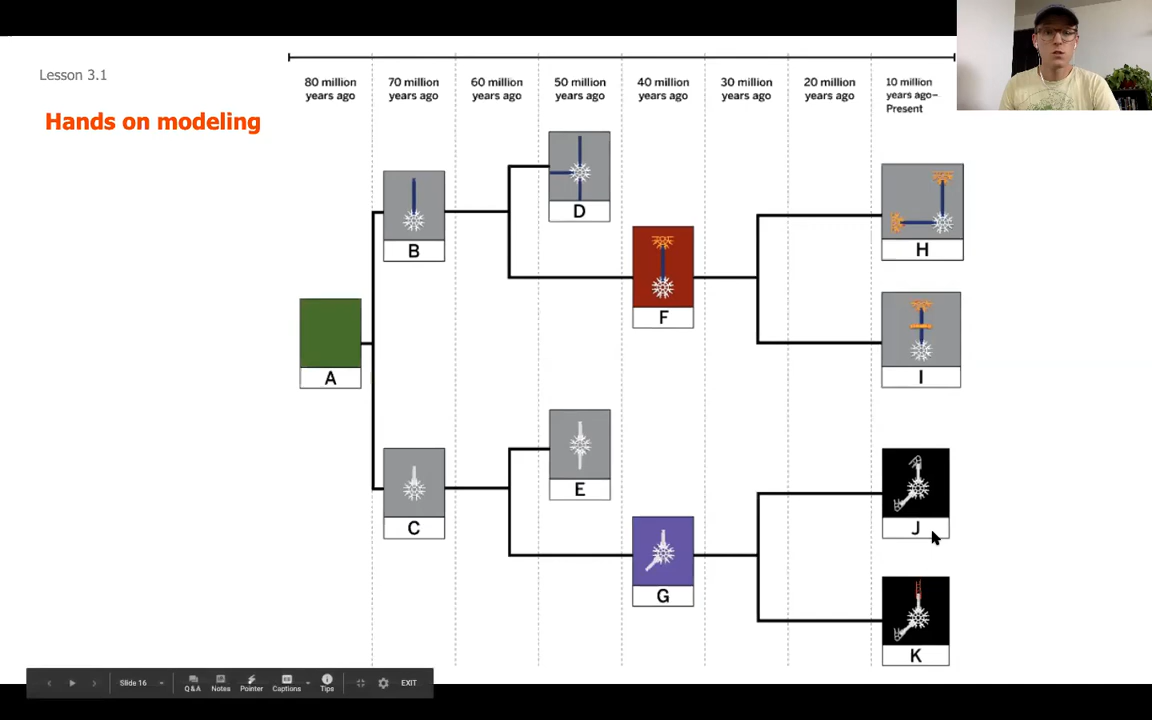 Lesson 3.1
Hands on modeling
80 million
years ago
70 million
years ago
60 million
years ago
50 million
years ago
40 million
years ago
30 million
years ago
20 million
years ago
10 million
years ago–
Present
B
D
H
F
I
A
C
E
J
G
K
Slide 16
Q&A
Notes
Pointer
Captions
Tips
EXIT